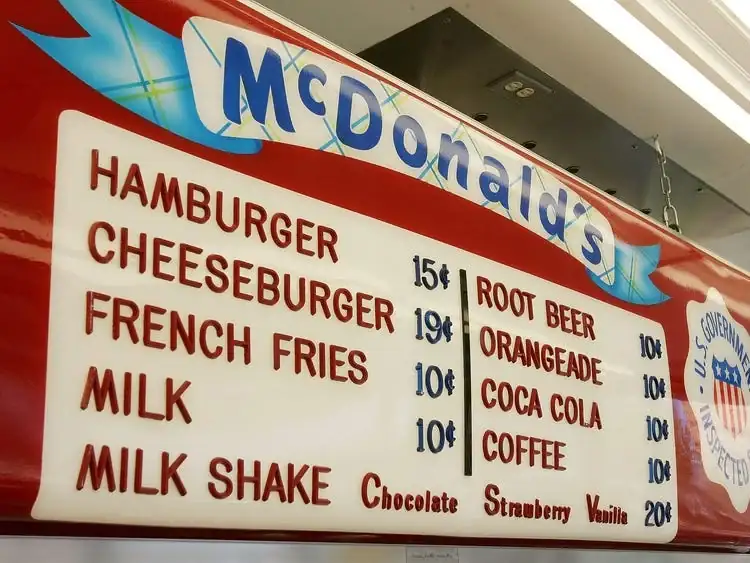 McDonald's
HAMBURGER 15¢
CHEESEBURGER 19¢
FRENCH FRIES 10¢
MILK 10¢
ROOT BEER 10¢
ORANGEADE 10¢
COCA COLA 10¢
COFFEE 10¢
MILK SHAKE Chocolate Strawberry Vanilla 20¢
U.S. GOVERNMEN
INSPECTED